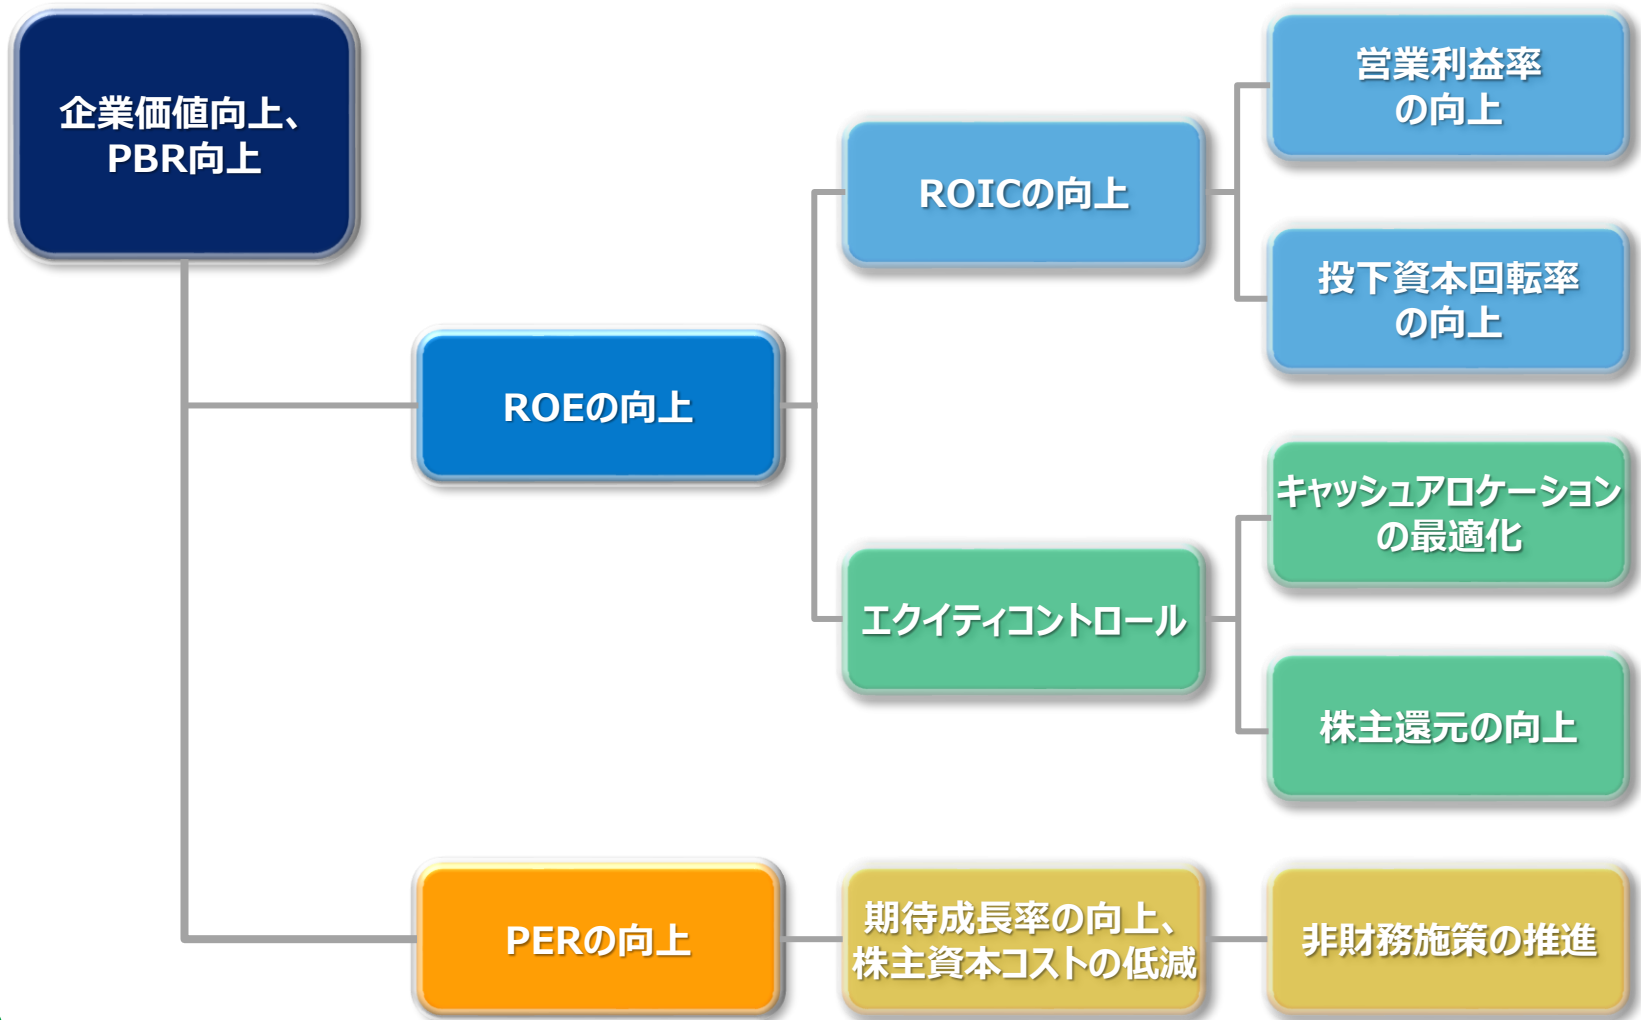 企業価値向上、
PBR向上
ROEの向上
ROICの向上
営業利益率
の向上
投下資本回転率
の向上
エクイティコントロール
キャッシュアロケーション
の最適化
株主還元の向上
PERの向上
期待成長率の向上、
株主資本コストの低減
非財務施策の推進